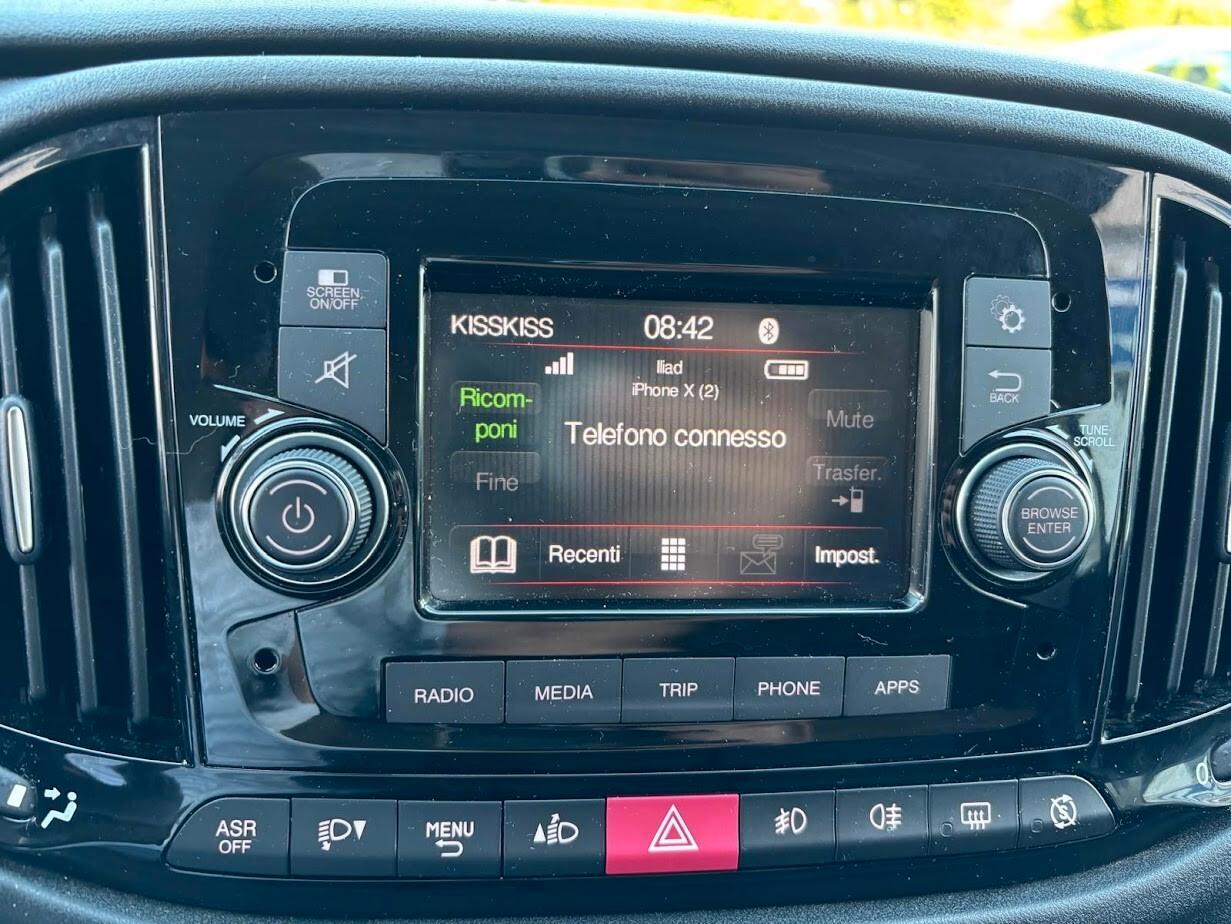 SCREEN
ON/OFF
VOLUME
KISSKISS 08:42
Iliad
iPhone X (2)
Ricom-
poni
Mute
Telefono connesso
Fine
Trasfer.
Recenti
Impost.
BACK
TUNE
SCROLL
BROWSE
ENTER
RADIO MEDIA TRIP PHONE APPS
ASR
OFF
MENU
0